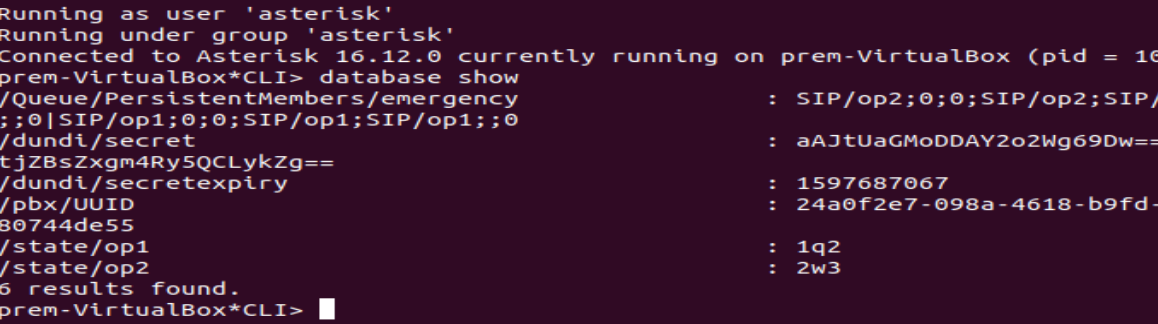 Running as user 'asterisk'
Running under group 'asterisk'
Connected to Asterisk 16.12.0 currently running on prem-VirtualBox (pid = 10
prem-VirtualBox*CLI> database show
/Queue/PersistentMembers/emergency : SIP/op2;0;0;SIP/op2;SIP/
;;0|SIP/op1;0;0;SIP/op1;SIP/op1;;0
/dundi/secret : aAJtUaGMoDDAY2o2Wg69Dw==
tjZBsZxgm4Ry5QCLykZg==
/dundi/secretexpiry : 1597687067
/pbx/UUID : 24a0f2e7-098a-4618-b9fd-
80744de55
/state/op1 : 1q2
/state/op2 : 2w3
6 results found.
prem-VirtualBox*CLI>